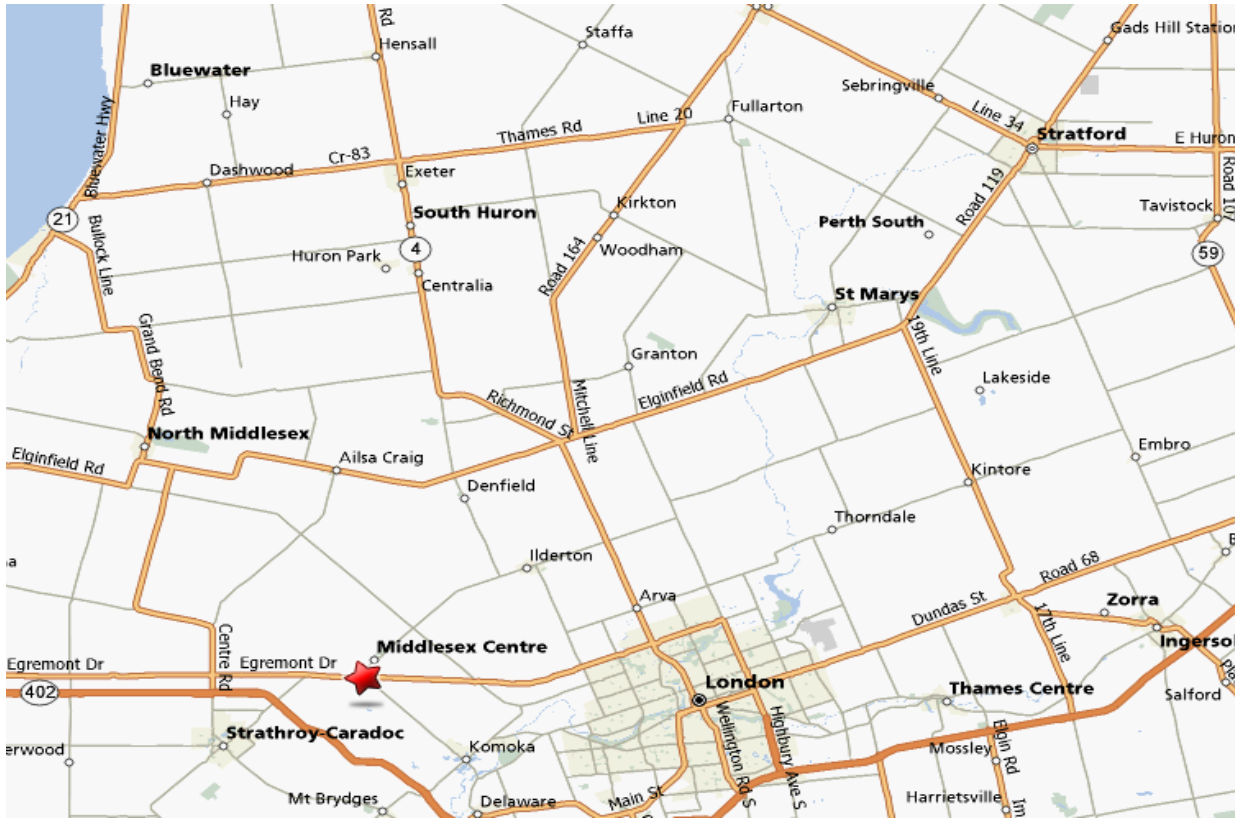 Rd
Staffa
Gads Hill Station
Hensall
Bluewater
Hay
Sebringville
Fullarton
Line 20
Line 34
Thames Rd
Stratford
E Huron
Bluewater Hwy
Cr-83
Dashwood
Exeter
Road 119
Road 107
Kirkton
South Huron
Tavistock
21
Bullock Line
Perth South
4
Woodham
59
Huron Park
Centralia
Road 164
St Marys
19th Line
Grand Bend Rd
Granton
Lakeside
Elginfield Rd
Mitchell Line
Richmond St
North Middlesex
Embro
Elginfield Rd
Ailsa Craig
Kintore
Denfield
Thorndale
Ilderton
a
Road 68
Arva
Dundas St
Zorra
17th Line
Centre Rd
Middlesex Centre
Ingersol
Egremont Dr
Egremont Dr
402
London
Thames Centre
Salford
Wellington Rd S
Highbury Ave S
Strathroy-Caradoc
erwood
Komoka
Mossley
Elgin Rd
Mt Brydges
Delaware
Main St
Harrietsville
Im